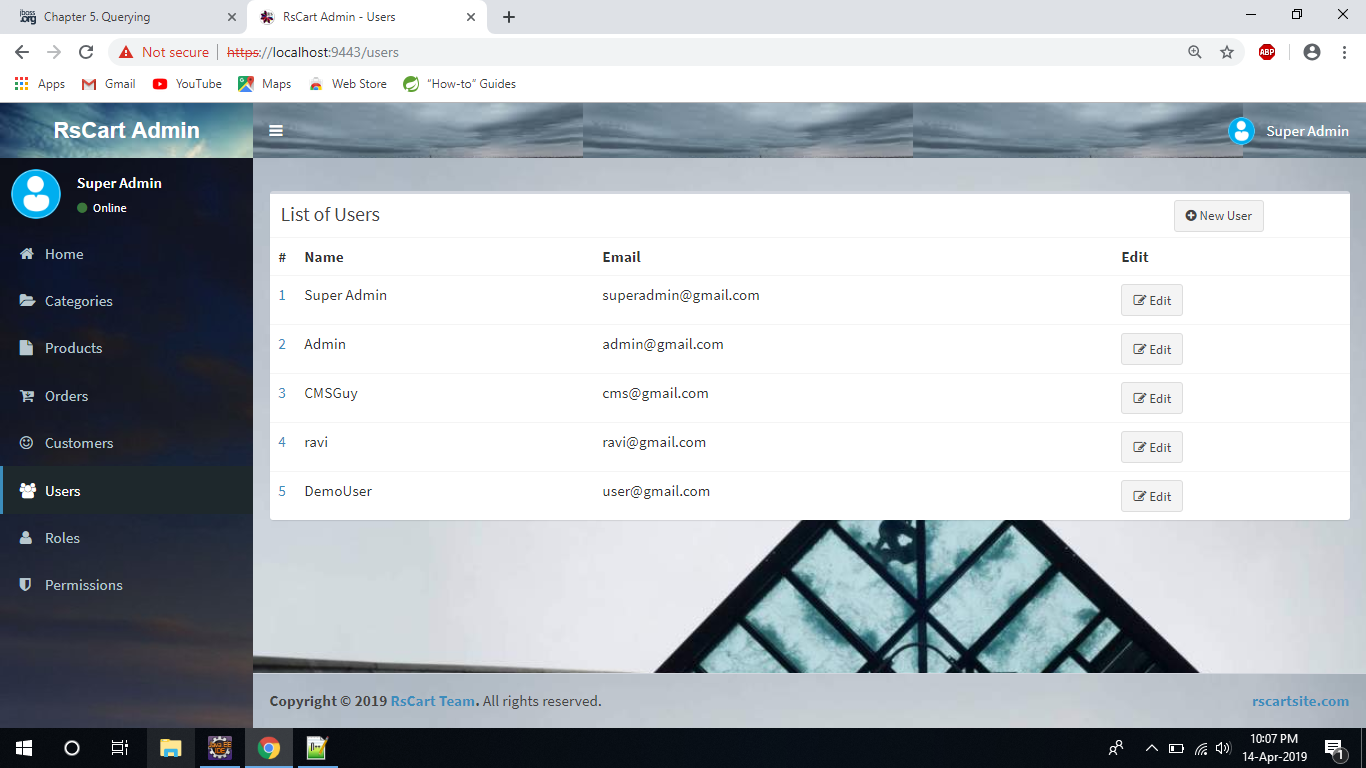 jboss.org Chapter 5. Querying RsCart Admin - Users
Not secure https://localhost:9443/users ABP
Apps Gmail YouTube Maps Web Store “How-to” Guides
RsCart Admin Super Admin
Super Admin
Online
Home
Categories
Products
Orders
Customers
Users
Roles
Permissions
List of Users New User
# Name Email Edit
1 Super Admin superadmin@gmail.com Edit
2 Admin admin@gmail.com Edit
3 CMSGuy cms@gmail.com Edit
4 ravi ravi@gmail.com Edit
5 DemoUser user@gmail.com Edit
Copyright © 2019 RsCart Team. All rights reserved. rscartsite.com
10:07 PM
14-Apr-2019
1